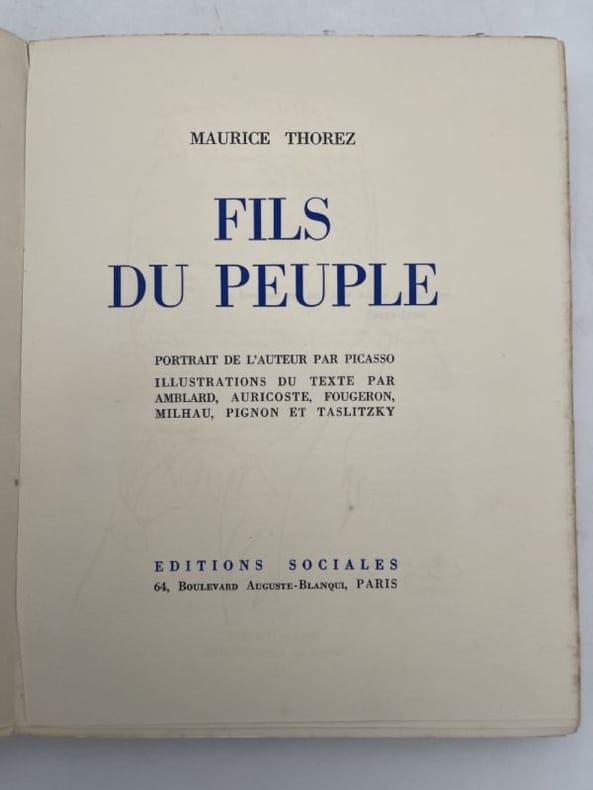 MAURICE THOREZ
FILS
DU PEUPLE
PORTRAIT DE L'AUTEUR PAR PICASSO
ILLUSTRATIONS DU TEXTE PAR
AMBLARD, AURICOSTE, FOUGERON,
MILHAU, PIGNON ET TASLITZKY
EDITIONS SOCIALES
64, BOULEVARD AUGUSTE-BLANQUI, PARIS